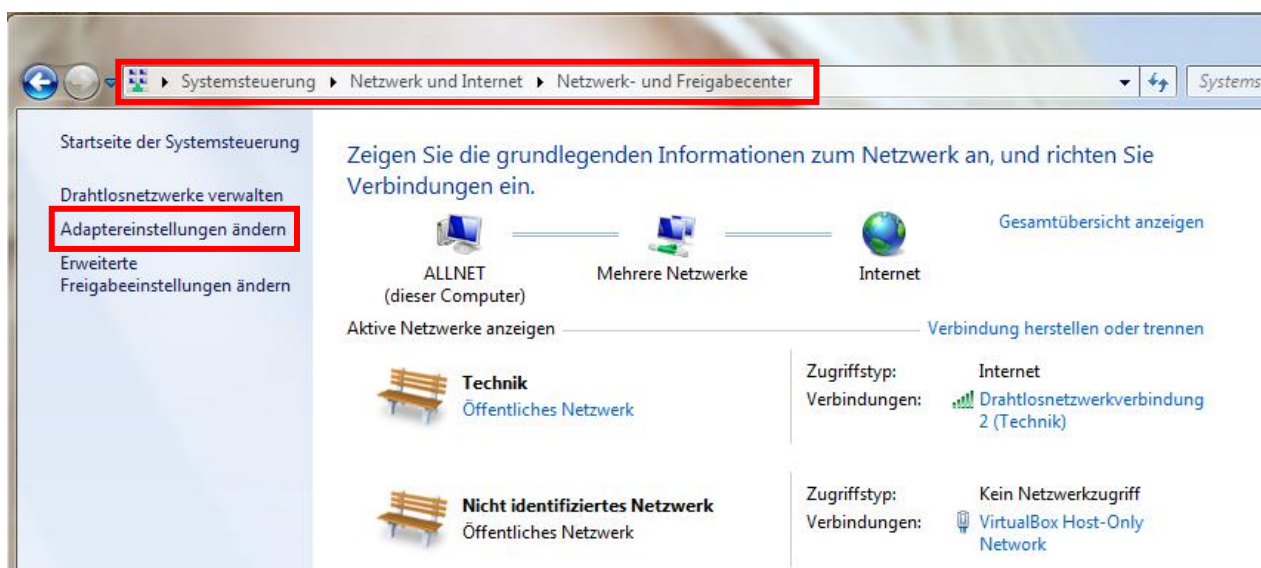 Systemsteuerung ▸ Netzwerk und Internet ▸ Netzwerk- und Freigabecenter
Systems
Startseite der Systemsteuerung
Drahtlosnetzwerke verwalten
Adaptereinstellungen ändern
Erweiterte
Freigabeeinstellungen ändern
Zeigen Sie die grundlegenden Informationen zum Netzwerk an, und richten Sie
Verbindungen ein.
Gesamtübersicht anzeigen
ALLNET
(dieser Computer)
Mehrere Netzwerke
Internet
Aktive Netzwerke anzeigen
Verbindung herstellen oder trennen
Technik
Öffentliches Netzwerk
Zugriffstyp: Internet
Verbindungen: Drahtlosnetzwerkverbindung
2 (Technik)
Nicht identifiziertes Netzwerk
Öffentliches Netzwerk
Zugriffstyp: Kein Netzwerkzugriff
Verbindungen: VirtualBox Host-Only
Network